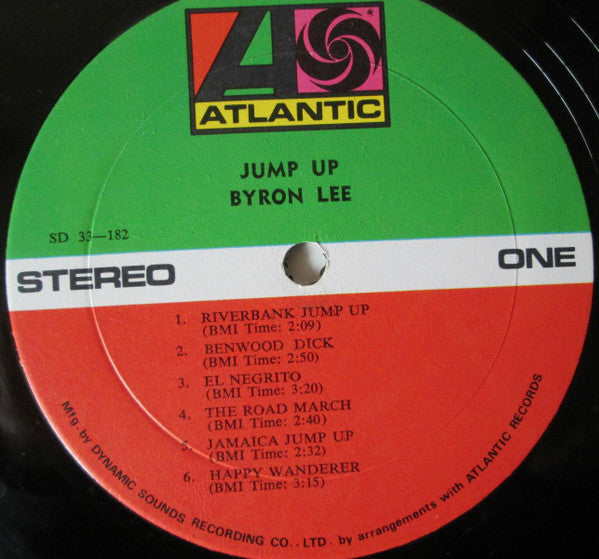 ATLANTIC
JUMP UP
BYRON LEE
SD 33—182
STEREO
ONE
1. RIVERBANK JUMP UP
(BMI Time: 2:09)
2. BENWOOD DICK
(BMI Time: 2:50)
3. EL NEGRITO
(BMI Time: 3:20)
4. THE ROAD MARCH
(BMI Time: 2:40)
5. JAMAICA JUMP UP
(BMI Time: 2:32)
6. HAPPY WANDERER
(BMI Time: 3:15)
Mfg. by DYNAMIC SOUNDS RECORDING CO., LTD. by arrangements with ATLANTIC RECORDS